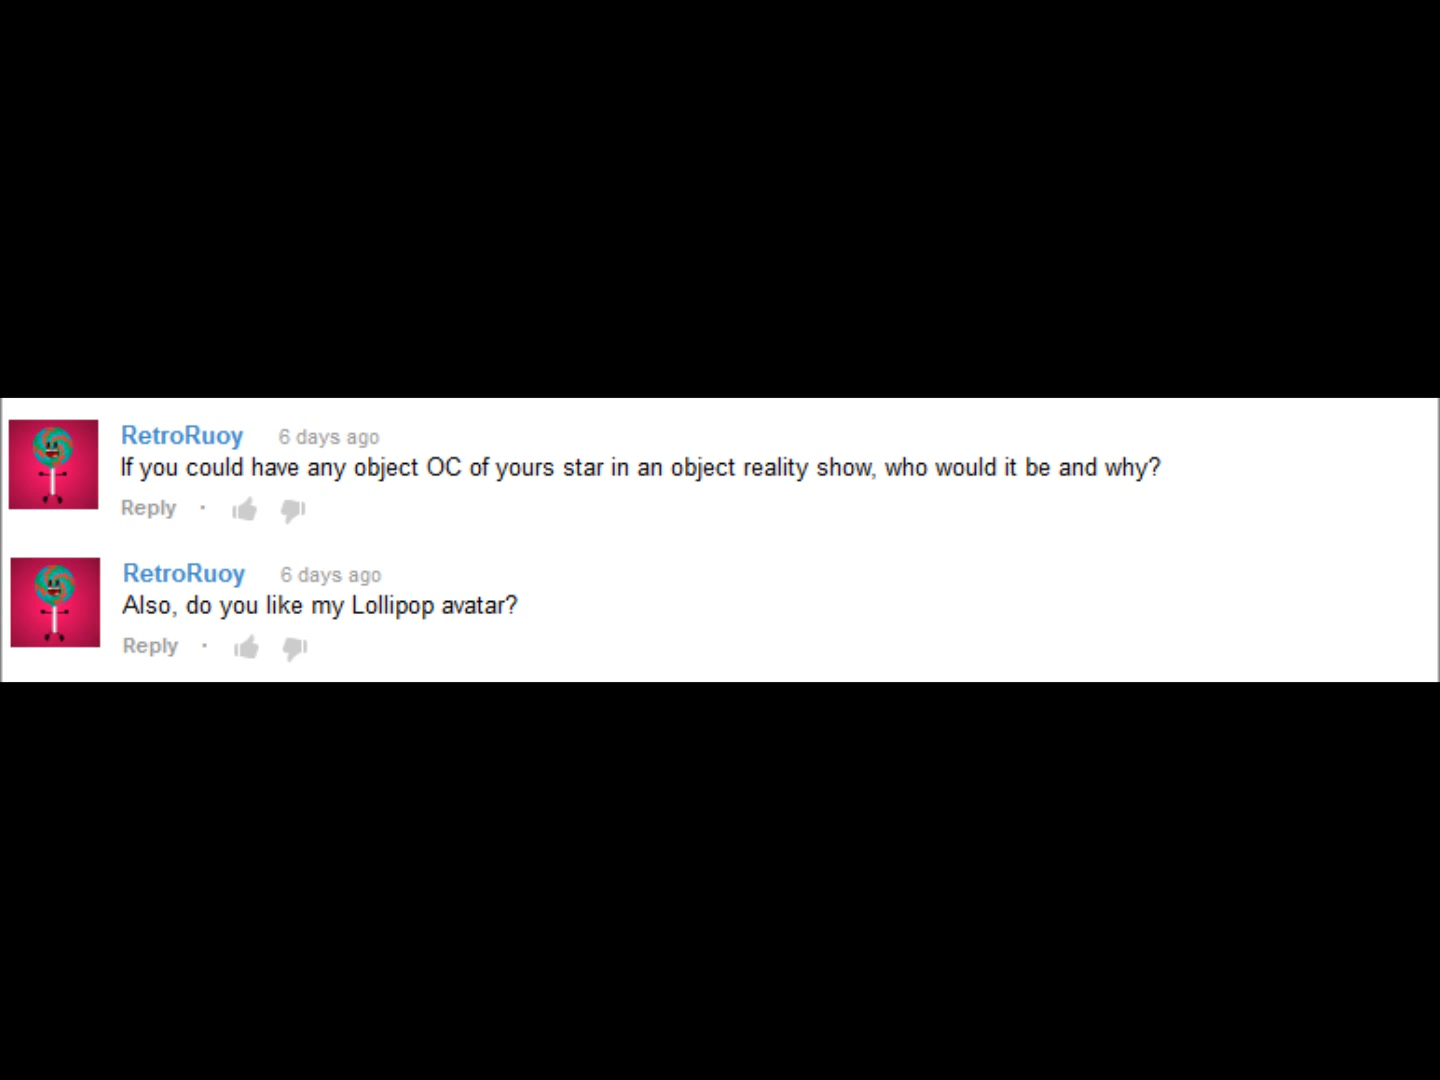 RetroRuoy 6 days ago
If you could have any object OC of yours star in an object reality show, who would it be and why?
Reply ·
RetroRuoy 6 days ago
Also, do you like my Lollipop avatar?
Reply ·